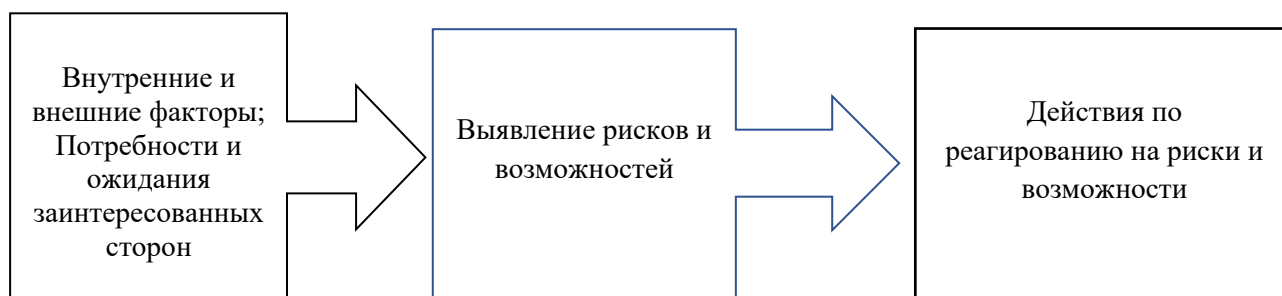 Внутренние и
внешние факторы;
Потребности и
ожидания
заинтересованных
сторон
Выявление рисков и
возможностей
Действия по
реагированию на риски и
возможности